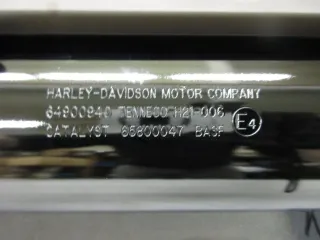 HARLEY-DAVIDSON MOTOR COMPANY
64900940 TENNECO H21-006
CATALYST 65800047 BASF
E4